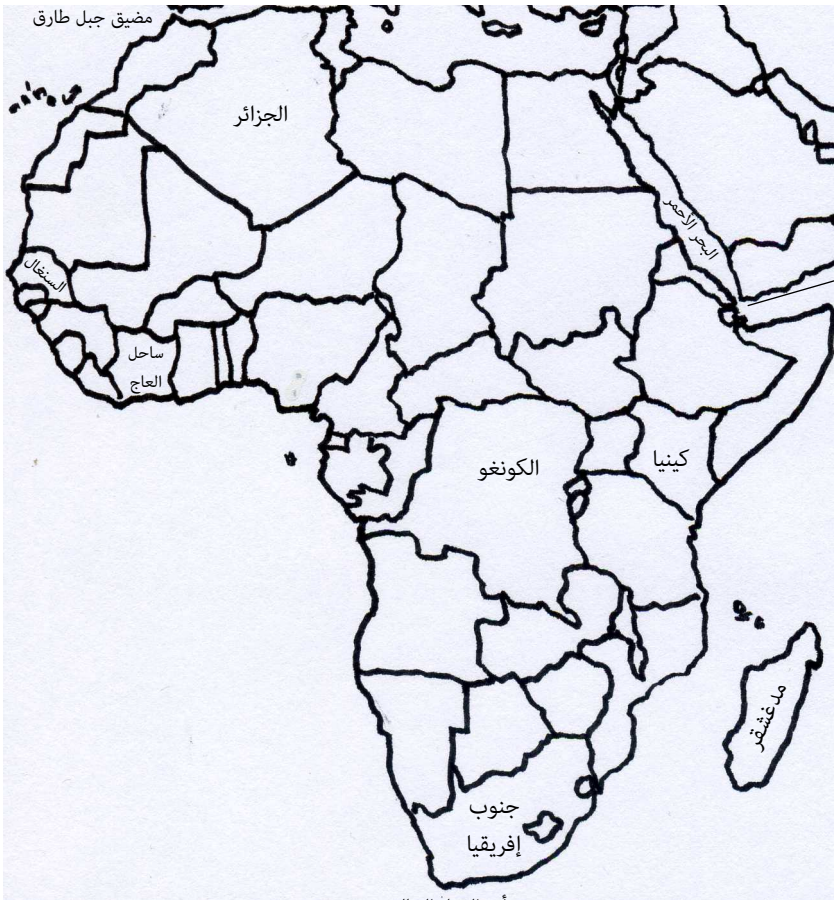 مضيق جبل طارق
الجزائر
البحر الأحمر
السنغال
ساحل
العاج
الكونغو
كينيا
مدغشقر
جنوب
إفريقيا